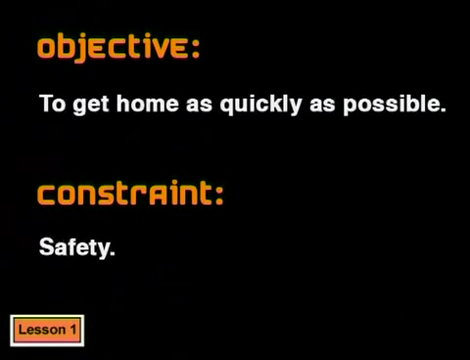 objective:
To get home as quickly as possible.
constraint:
Safety.
Lesson 1